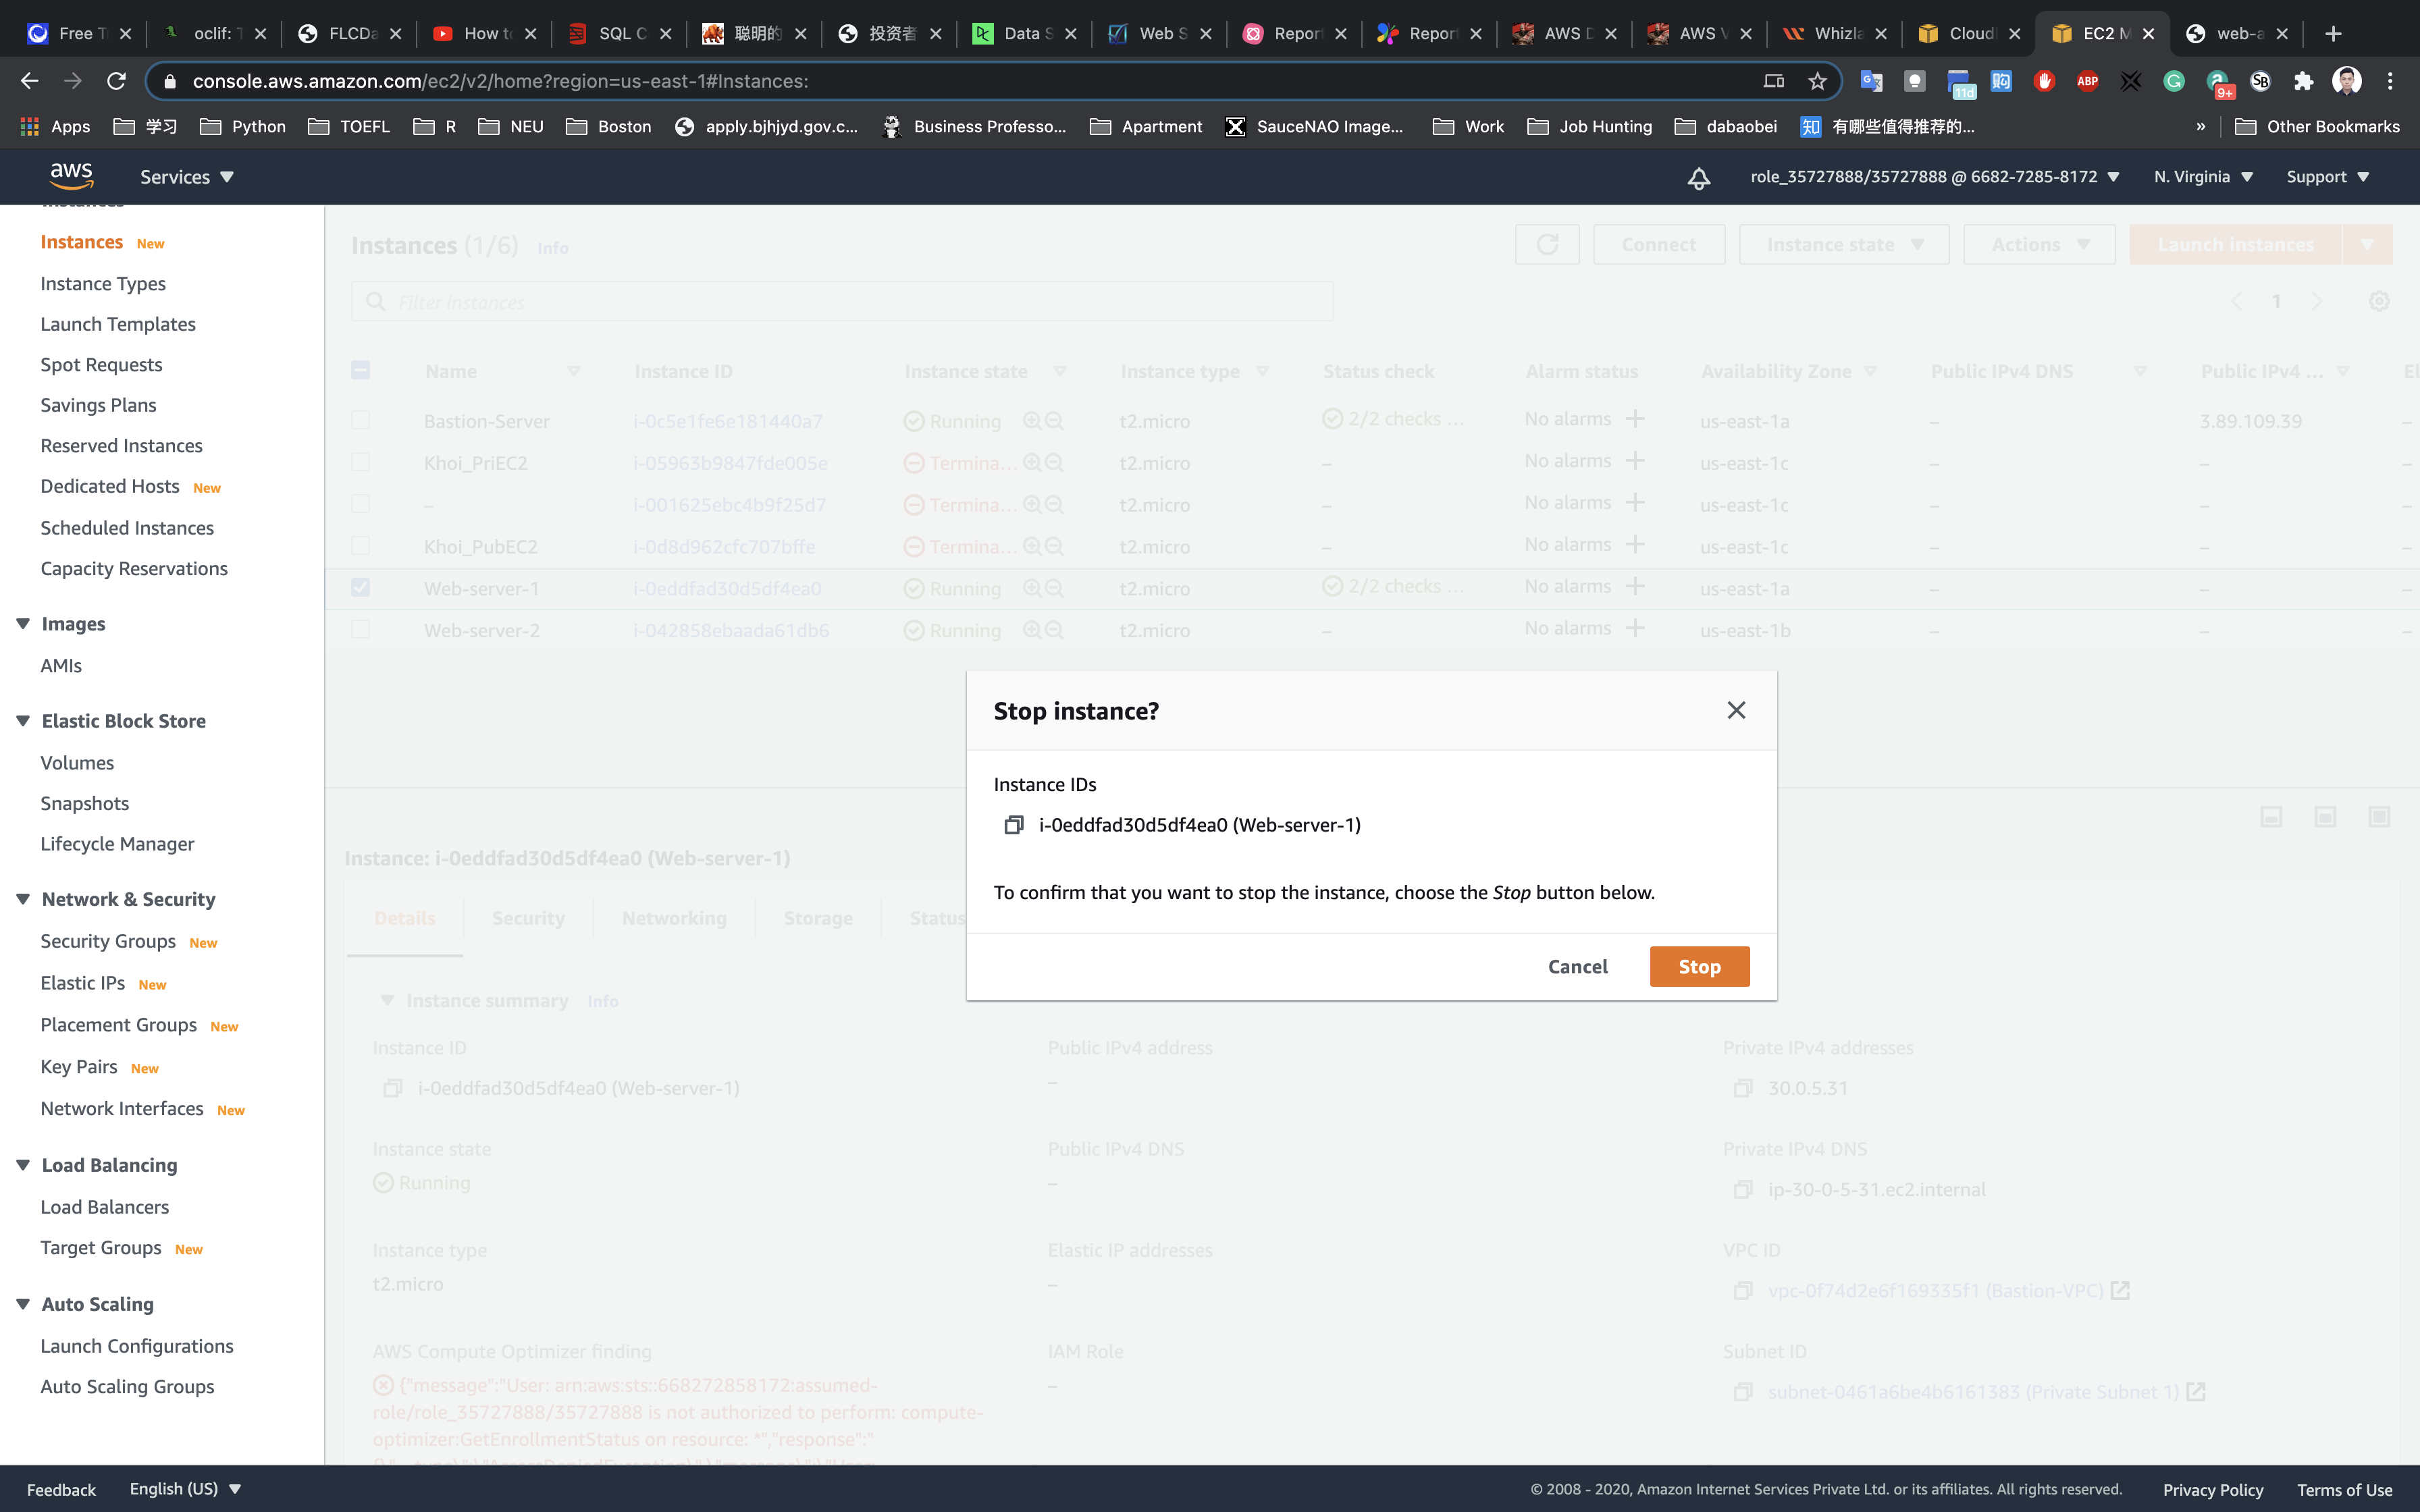 Free T
oclif: T
FLCDa
How to
SQL C
聪明的
投资者
Data S
Web S
Report
Report
AWS D
AWS V
Whizla
Cloud
EC2 M
web-a
console.aws.amazon.com/ec2/v2/home?region=us-east-1#Instances:
11d
ABP
9+
SB
Apps
学习
Python
TOEFL
R
NEU
Boston
apply.bjhjyd.gov.c...
Business Professo...
Apartment
SauceNAO Image...
Work
Job Hunting
dabaobei
知 有哪些值得推荐的...
»
Other Bookmarks
aws
Services
role_35727888/35727888 @ 6682-7285-8172
N. Virginia
Support
Instances
Instances New
Instance Types
Launch Templates
Spot Requests
Savings Plans
Reserved Instances
Dedicated Hosts New
Scheduled Instances
Capacity Reservations
Images
AMIs
Elastic Block Store
Volumes
Snapshots
Lifecycle Manager
Network & Security
Security Groups New
Elastic IPs New
Placement Groups New
Key Pairs New
Network Interfaces New
Load Balancing
Load Balancers
Target Groups New
Auto Scaling
Launch Configurations
Auto Scaling Groups
Instances (1/6) Info
Connect
Instance state
Actions
Launch instances
Filter instances
1
Name Instance ID Instance state Instance type Status check Alarm status Availability Zone Public IPv4 DNS Public IPv4 ... El
Bastion-Server i-0c5e1fe6e181440a7 Running t2.micro 2/2 checks ... No alarms + us-east-1a – 3.89.109.39 –
Khoi_PriEC2 i-05963b9847fde005e Termina... t2.micro – No alarms + us-east-1c – – –
– i-001625ebc4b9f25d7 Termina... t2.micro – No alarms + us-east-1c – – –
Khoi_PubEC2 i-0d8d962cfc707bffe Termina... t2.micro – No alarms + us-east-1c – – –
Web-server-1 i-0eddfad30d5df4ea0 Running t2.micro 2/2 checks ... No alarms + us-east-1a – – –
Web-server-2 i-042858ebaada61db6 Running t2.micro – No alarms + us-east-1b – – –
Stop instance?
Instance IDs
i-0eddfad30d5df4ea0 (Web-server-1)
To confirm that you want to stop the instance, choose the Stop button below.
Cancel
Stop
Instance: i-0eddfad30d5df4ea0 (Web-server-1)
Details Security Networking Storage Status
Instance summary Info
Instance ID
i-0eddfad30d5df4ea0 (Web-server-1)
Public IPv4 address
–
Private IPv4 addresses
30.0.5.31
Instance state
Running
Public IPv4 DNS
–
Private IPv4 DNS
ip-30-0-5-31.ec2.internal
Instance type
t2.micro
Elastic IP addresses
–
VPC ID
vpc-0f74d2e6f169335f1 (Bastion-VPC)
AWS Compute Optimizer finding
{"message":"User: arn:aws:sts::668272858172:assumed-
role/role_35727888/35727888 is not authorized to perform: compute-
optimizer:GetEnrollmentStatus on resource: *","response":"
IAM Role
–
Subnet ID
subnet-0461a6be4b6161383 (Private Subnet 1)
Feedback
English (US)
© 2008 - 2020, Amazon Internet Services Private Ltd. or its affiliates. All rights reserved.
Privacy Policy
Terms of Use